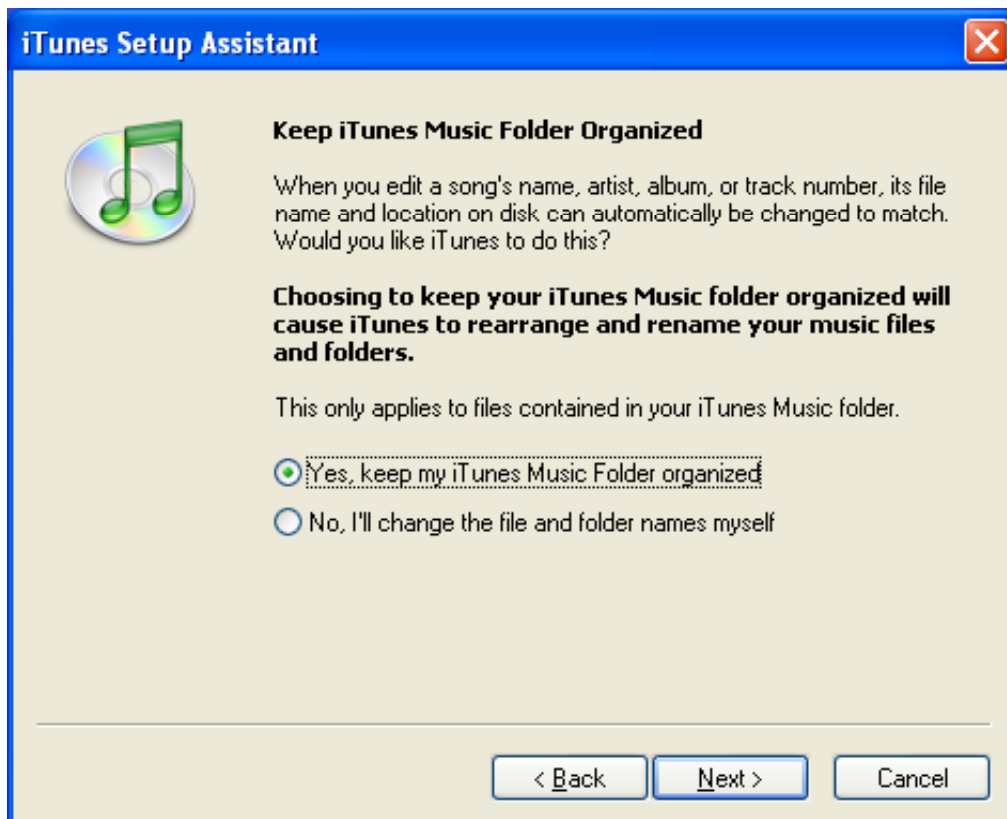 iTunes Setup Assistant
Keep iTunes Music Folder Organized
When you edit a song's name, artist, album, or track number, its file
name and location on disk can automatically be changed to match.
Would you like iTunes to do this?
Choosing to keep your iTunes Music folder organized will
cause iTunes to rearrange and rename your music files
and folders.
This only applies to files contained in your iTunes Music folder.
Yes, keep my iTunes Music Folder organized
No, I'll change the file and folder names myself
< Back
Next >
Cancel